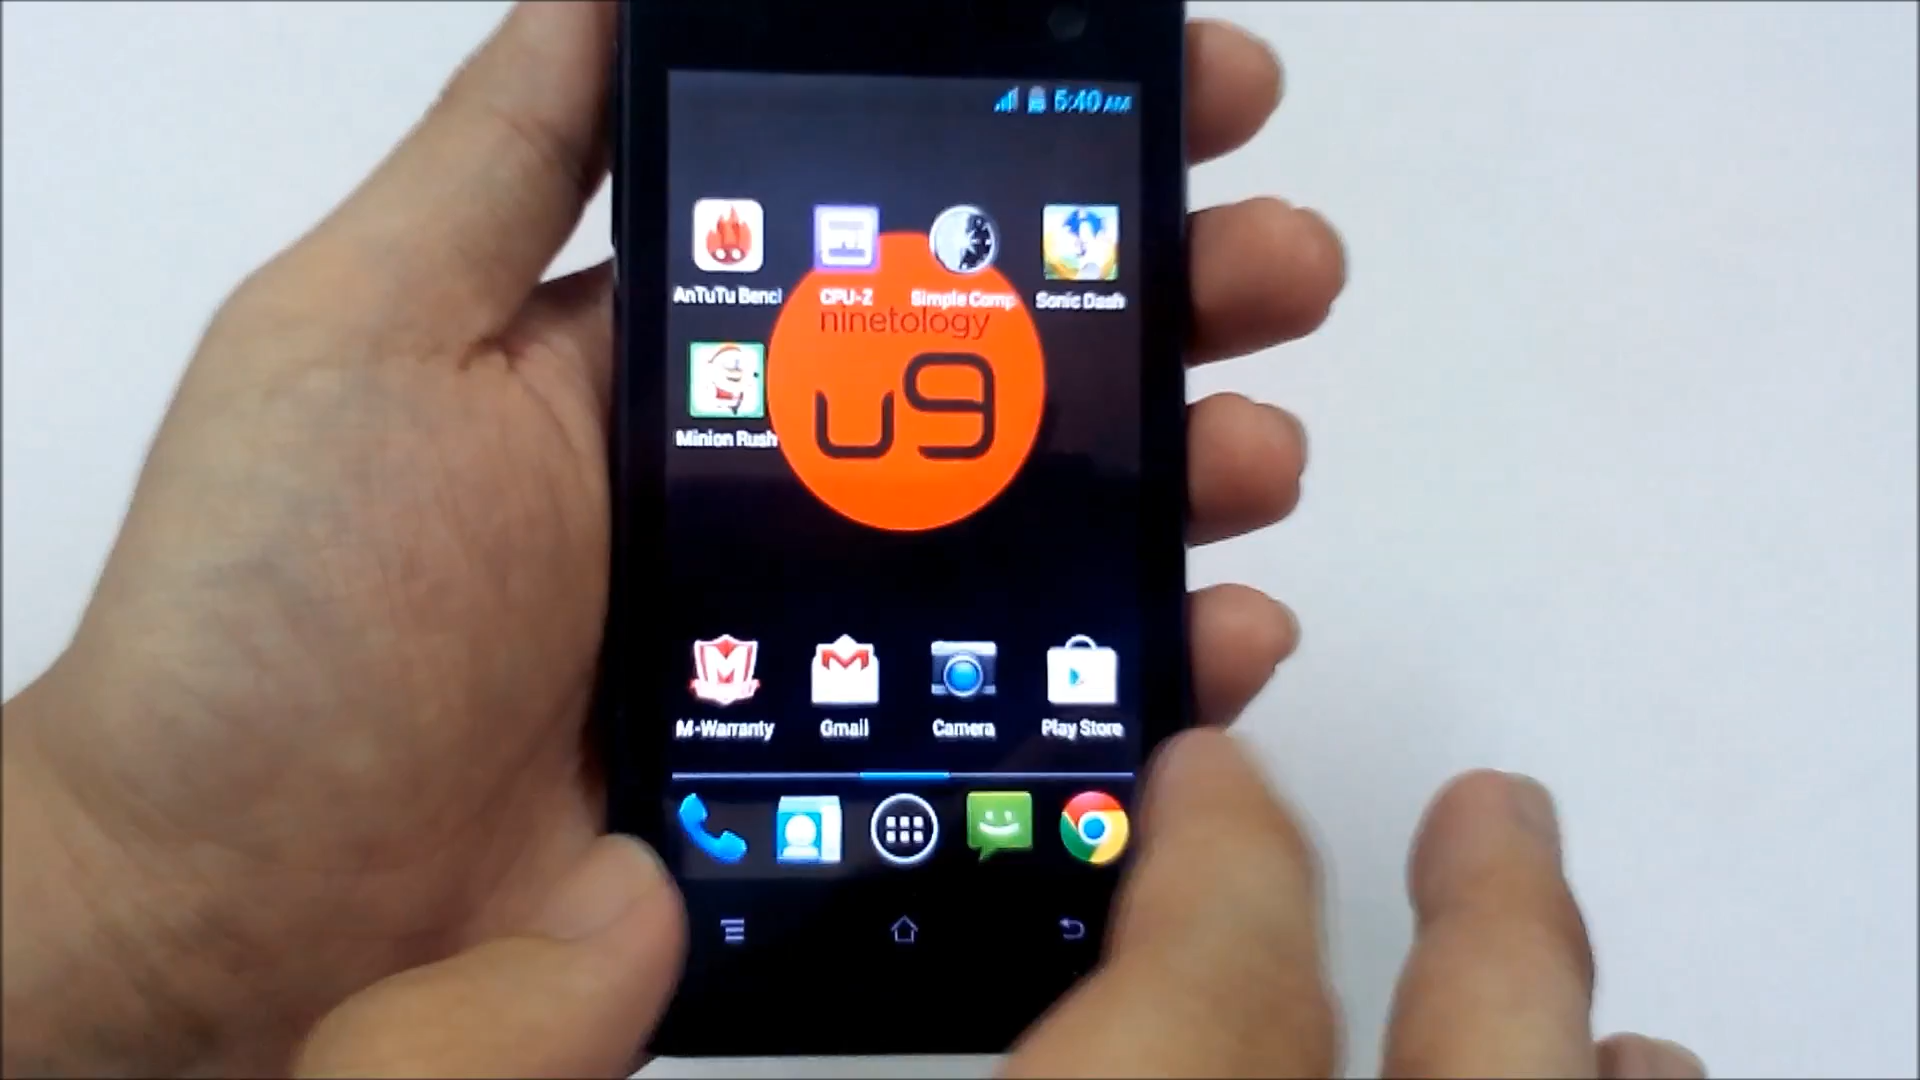 5:40 AM
AnTuTu Bencl
CPU-Z
Simple Comp
Sonic Dash
ninetology
u9
Minion Rush
M-Warranty
Gmail
Camera
Play Store